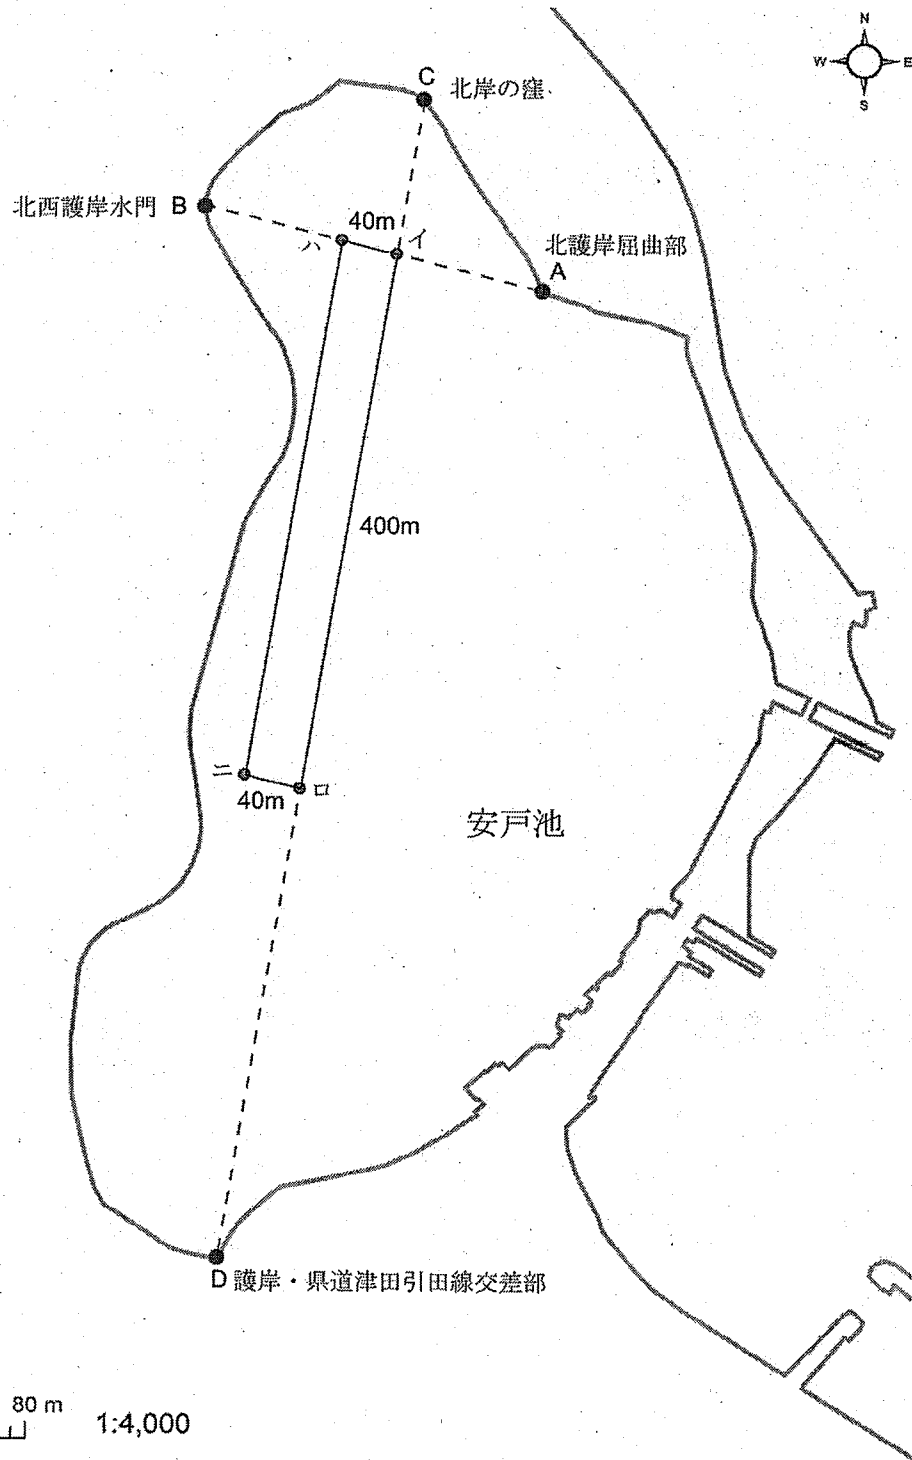 N
W E
S
C 北岸の窪
北西護岸水門 B
40m
ハ イ
北護岸屈曲部
A
400m
ニ
40m ロ
安戸池
D 護岸・県道津田引田線交差部
80 m
1:4,000